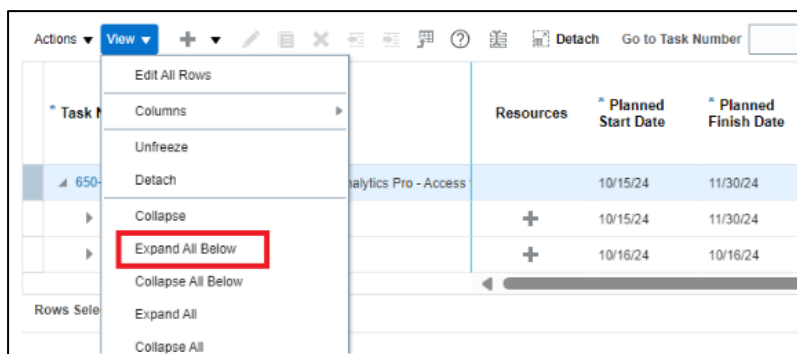 Actions View Detach Go to Task Number
Edit All Rows
* Task Columns Resources * Planned Start Date * Planned Finish Date
Unfreeze
650- Detach Pro - Access 10/15/24 11/30/24
Collapse 10/15/24 11/30/24
Expand All Below 10/16/24 10/16/24
Collapse All Below
Rows Expand All
Collapse All